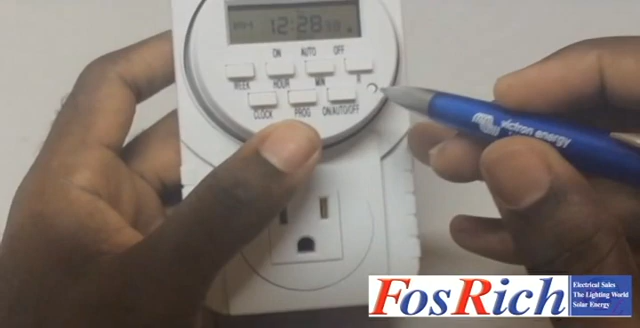 12:28
ON AUTO OFF
WEEK HOUR MIN R
CLOCK PROG ON/AUTO/OFF
victron energy
FosRich
Electrical Sales
The Lighting World
Solar Energy